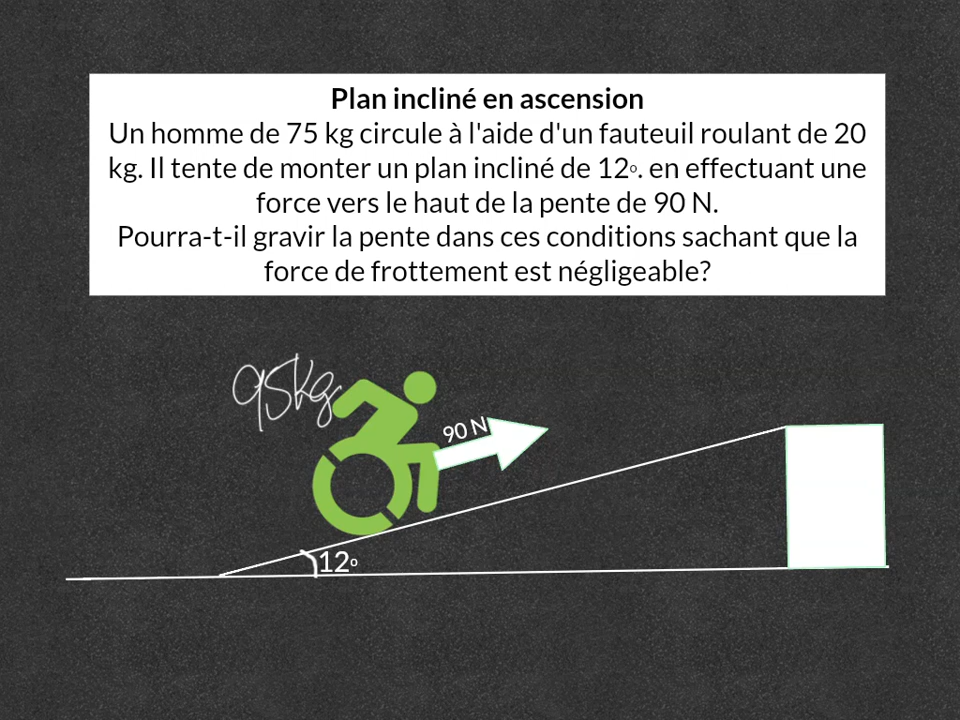 Plan incliné en ascension
Un homme de 75 kg circule à l'aide d'un fauteuil roulant de 20
kg. Il tente de monter un plan incliné de 12º. en effectuant une
force vers le haut de la pente de 90 N.
Pourra-t-il gravir la pente dans ces conditions sachant que la
force de frottement est négligeable?
95kg
90 N
12º